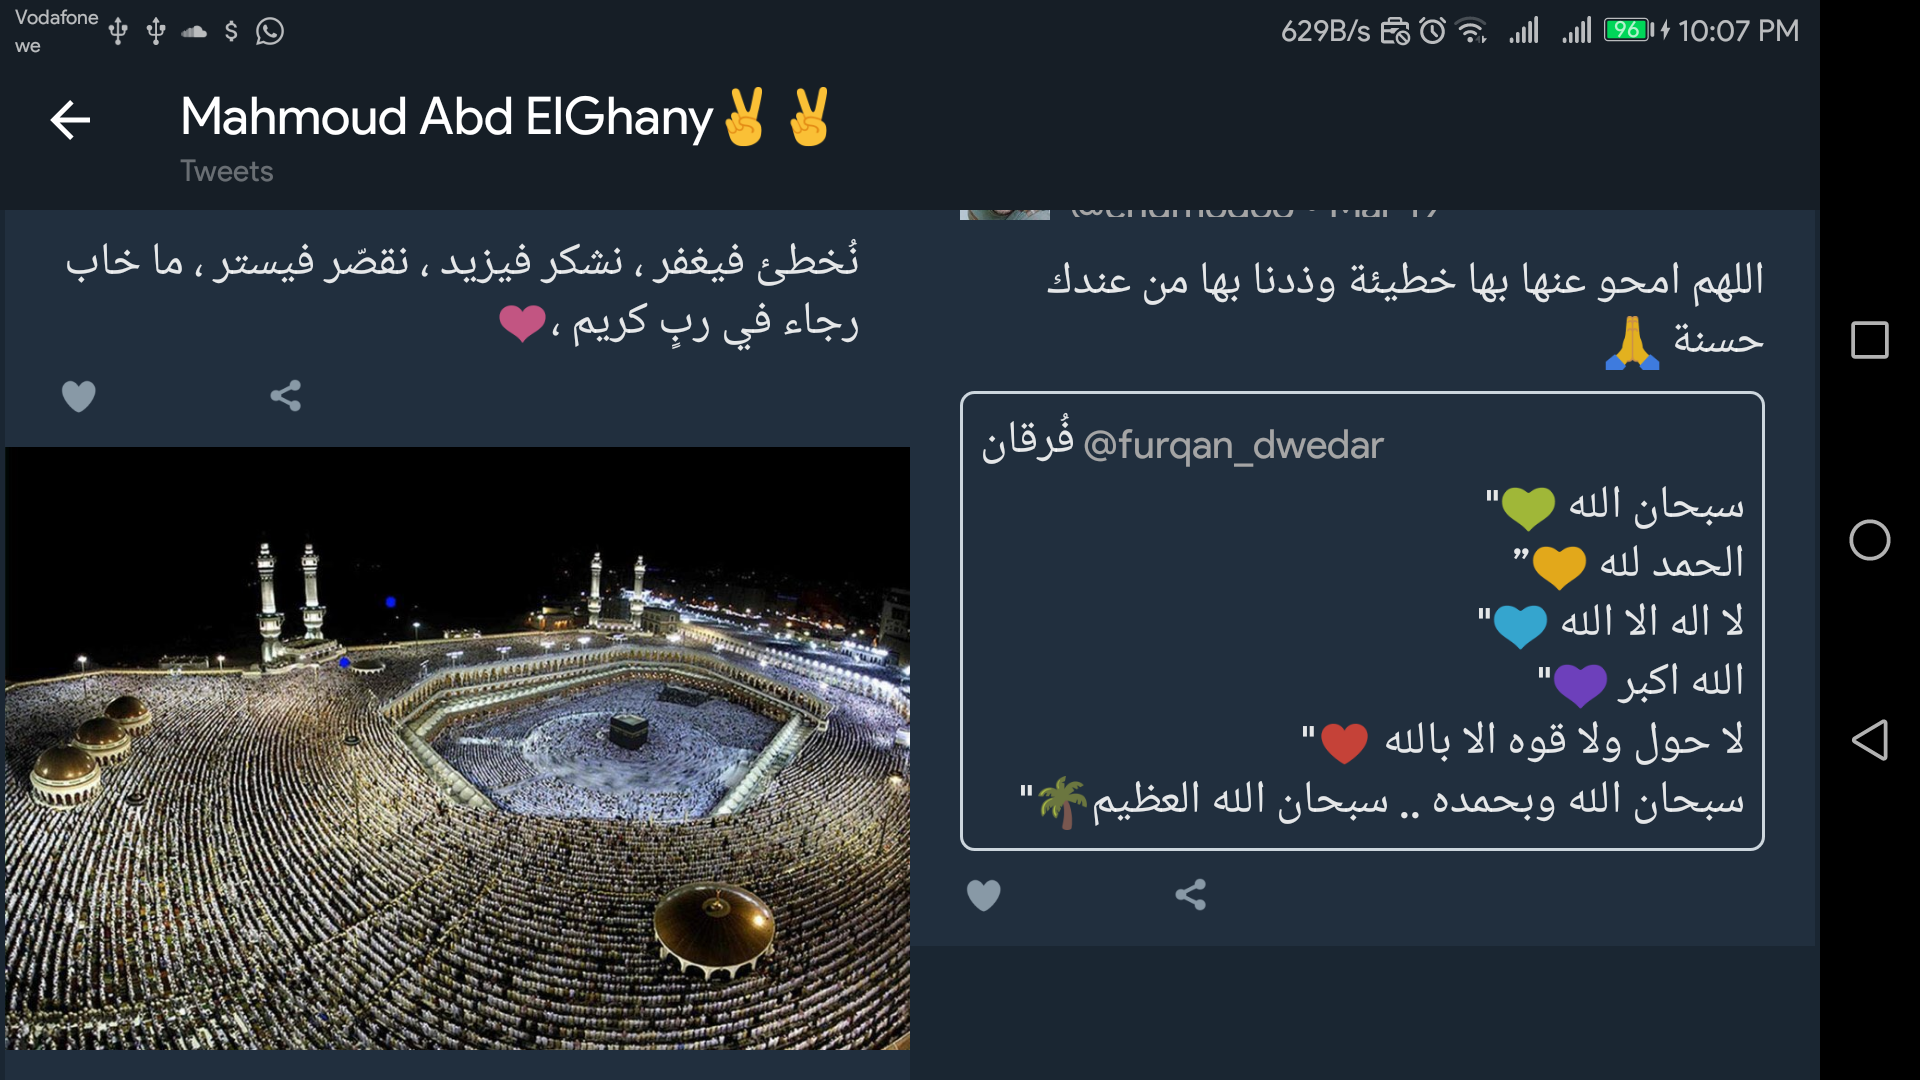 Vodafone
we
629B/s
96
10:07 PM
Mahmoud Abd ElGhany✌✌
Tweets
نُخطئ فيغفر ، نشكر فيزيد ، نقصّر فيستر ، ما خاب
رجاء في ربٍ كريم ،💗
اللهم امحو عنها بها خطيئة وذدنا بها من عندك
حسنة 🙏
فُرقان @furqan_dwedar
سبحان الله 💚"
الحمد لله 💛”
لا اله الا الله 💙"
الله اكبر 💜"
لا حول ولا قوه الا بالله ❤"
سبحان الله وبحمده .. سبحان الله العظيم🌴"